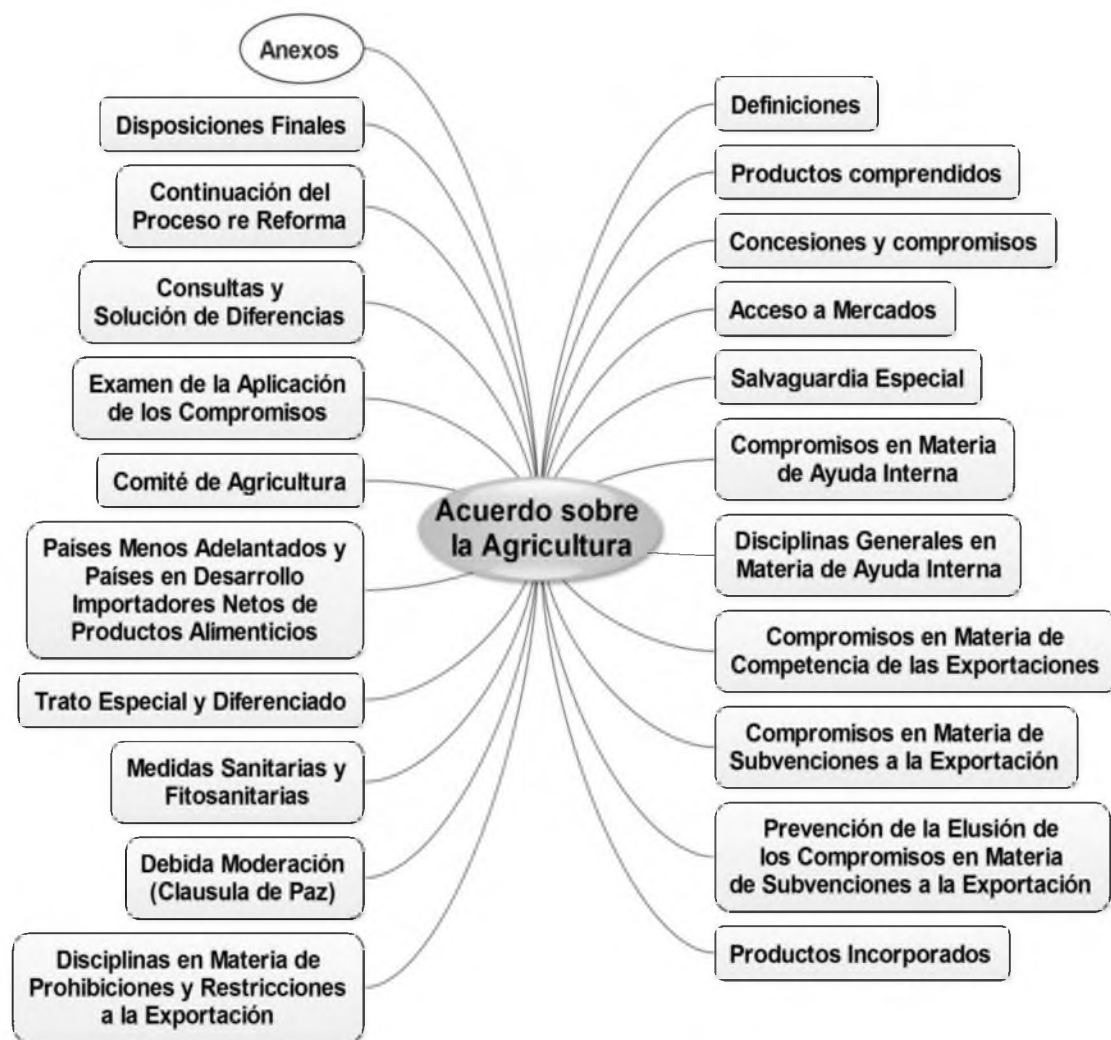 Anexos
Disposiciones Finales
Continuación del
Proceso re Reforma
Consultas y
Solución de Diferencias
Examen de la Aplicación
de los Compromisos
Comité de Agricultura
Países Menos Adelantados y
Países en Desarrollo
Importadores Netos de
Productos Alimenticios
Trato Especial y Diferenciado
Medidas Sanitarias y
Fitosanitarias
Debida Moderación
(Clausula de Paz)
Disciplinas en Materia de
Prohibiciones y Restricciones
a la Exportación
Acuerdo sobre
la Agricultura
Definiciones
Productos comprendidos
Concesiones y compromisos
Acceso a Mercados
Salvaguardia Especial
Compromisos en Materia
de Ayuda Interna
Disciplinas Generales en
Materia de Ayuda Interna
Compromisos en Materia de
Competencia de las Exportaciones
Compromisos en Materia de
Subvenciones a la Exportación
Prevención de la Elusión de
los Compromisos en Materia
de Subvenciones a la Exportación
Productos Incorporados